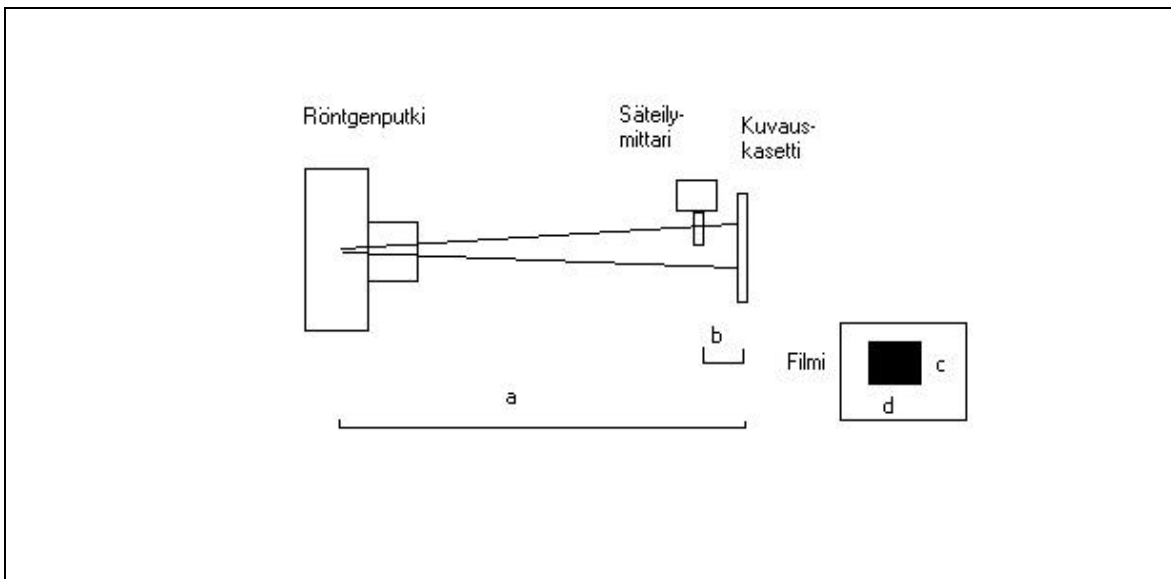 Röntgenputki
Säteily-
mittari
Kuvaus-
kasetti
b
Filmi
c
d
a